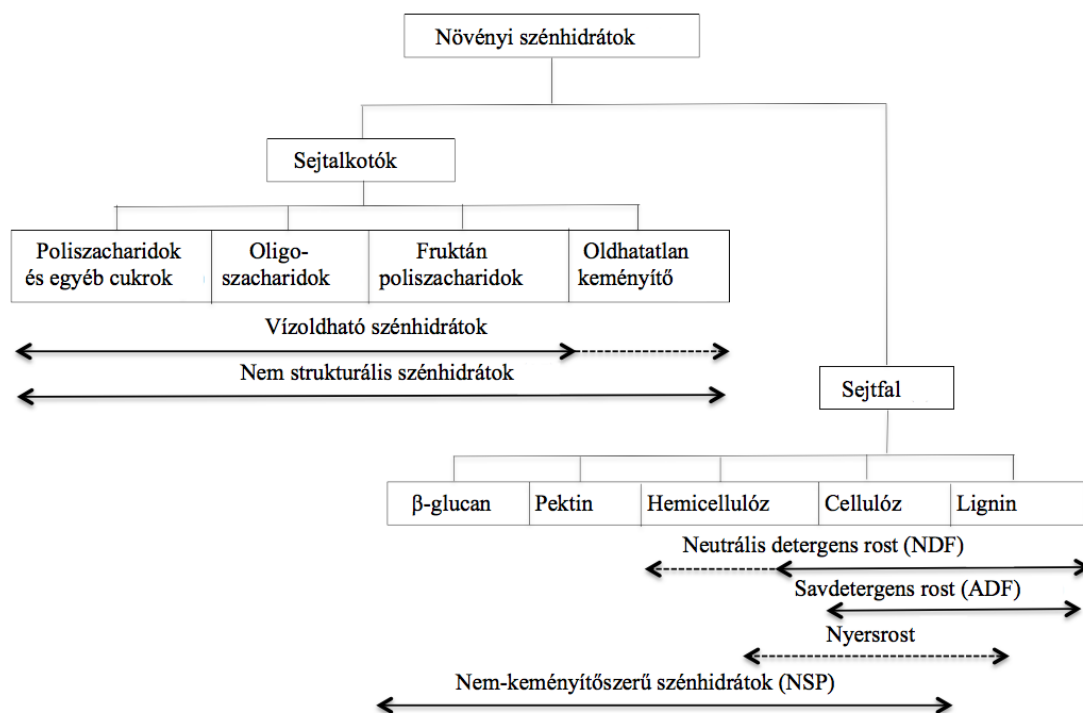 Növényi szénhidrátok
Sejtalkotók
Poliszacharidok
és egyéb cukrok
Oligo-
szacharidok
Fruktán
poliszacharidok
Oldhatatlan
keményítő
Vízoldható szénhidrátok
Nem strukturális szénhidrátok
Sejtfal
β-glucan
Pektin
Hemicellulóz
Cellulóz
Lignin
Neutrális detergens rost (NDF)
Savdetergens rost (ADF)
Nyersrost
Nem-keményítőszerű szénhidrátok (NSP)